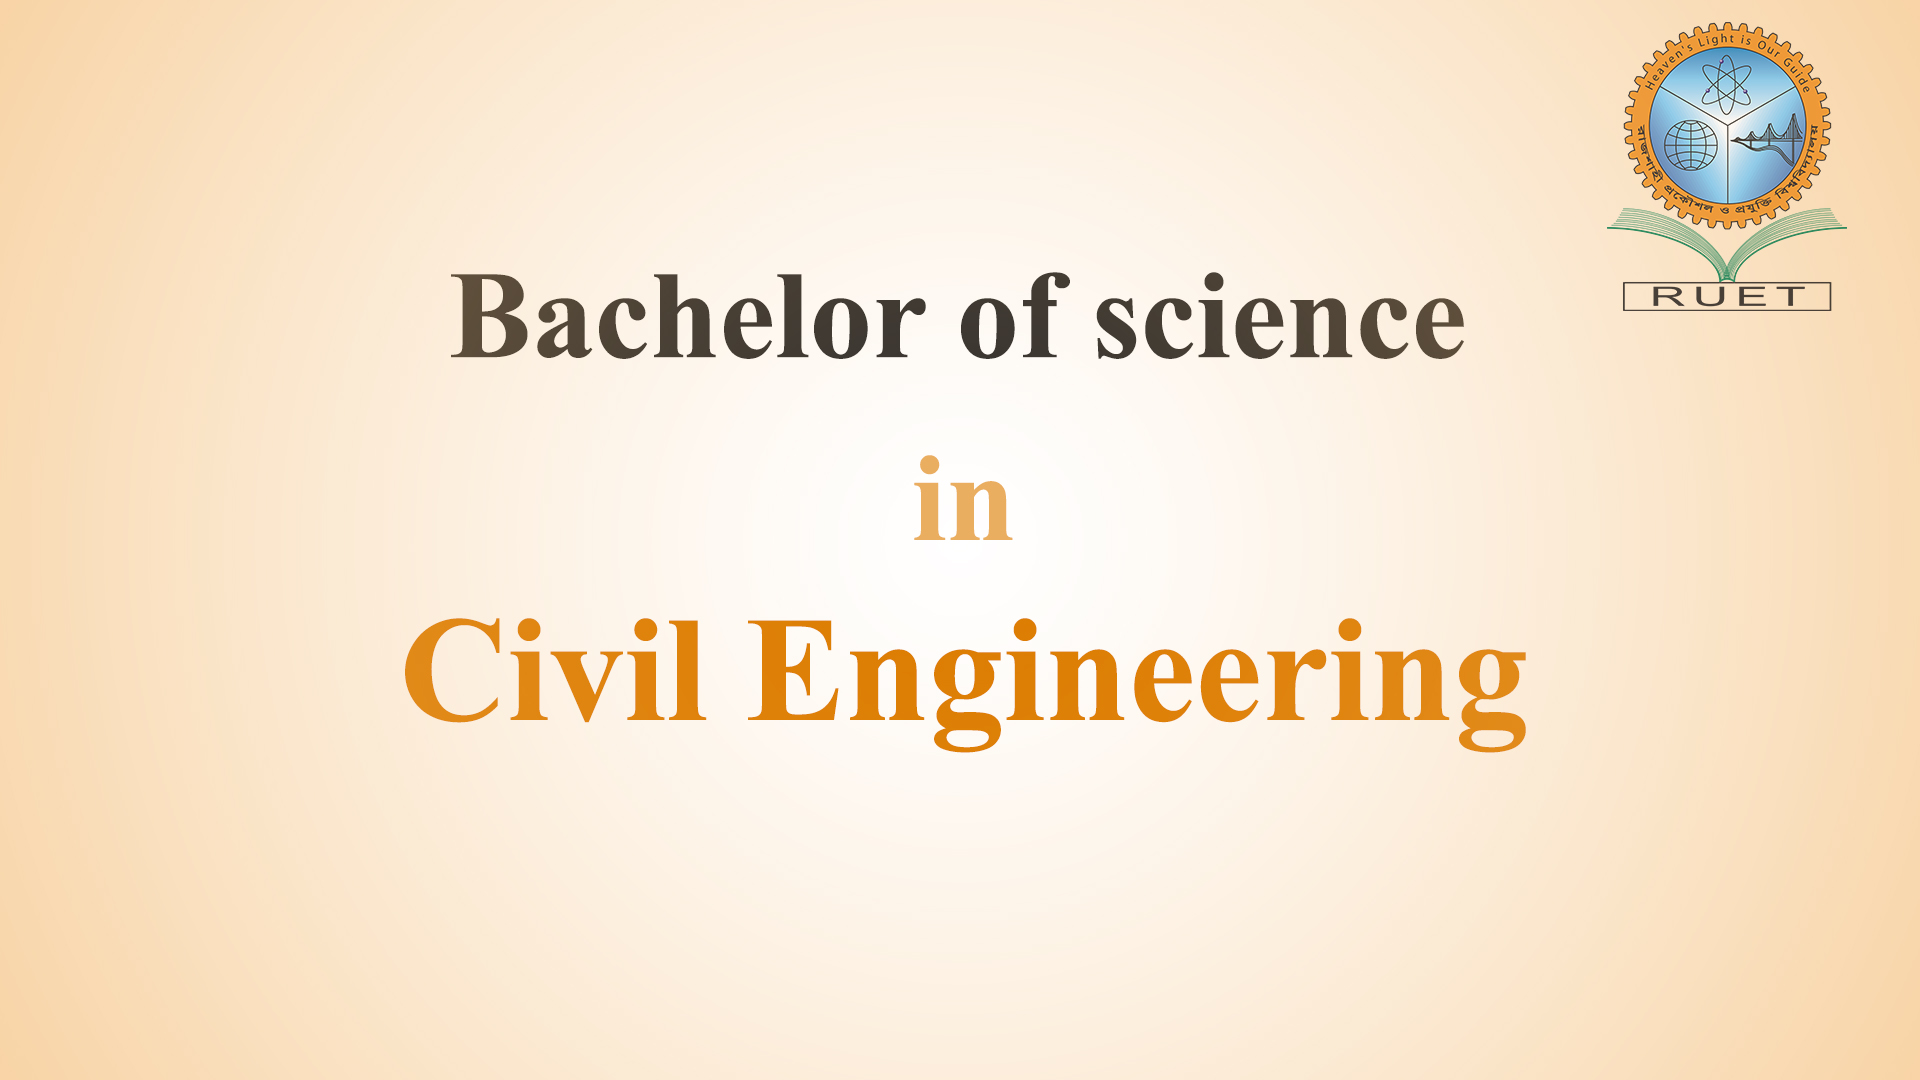 Heaven's Light is Our Guide
রাজশাহী প্রকৌশল ও প্রযুক্তি বিশ্ববিদ্যালয়
RUET
Bachelor of science
in
Civil Engineering